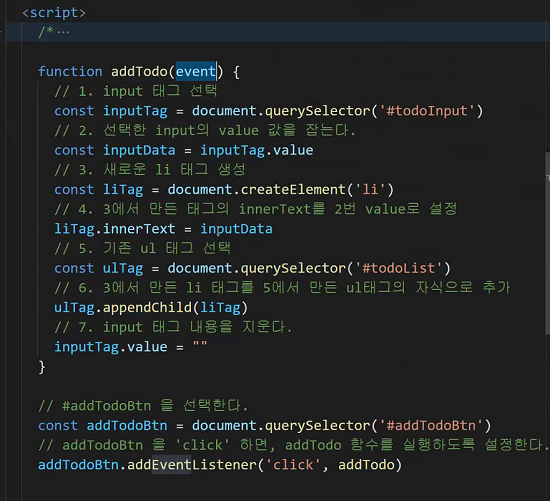 <script>
/*…
function addTodo(event) {
// 1. input 태그 선택
const inputTag = document.querySelector('#todoInput')
// 2. 선택한 input의 value 값을 잡는다.
const inputData = inputTag.value
// 3. 새로운 li 태그 생성
const liTag = document.createElement('li')
// 4. 3에서 만든 태그의 innerText를 2번 value로 설정
liTag.innerText = inputData
// 5. 기존 ul 태그 선택
const ulTag = document.querySelector('#todoList')
// 6. 3에서 만든 li 태그를 5에서 만든 ul태그의 자식으로 추가
ulTag.appendChild(liTag)
// 7. input 태그 내용을 지운다.
inputTag.value = ""
}
// #addTodoBtn 을 선택한다.
const addTodoBtn = document.querySelector('#addTodoBtn')
// addTodoBtn 을 'click' 하면, addTodo 함수를 실행하도록 설정한다.
addTodoBtn.addEventListener('click', addTodo)